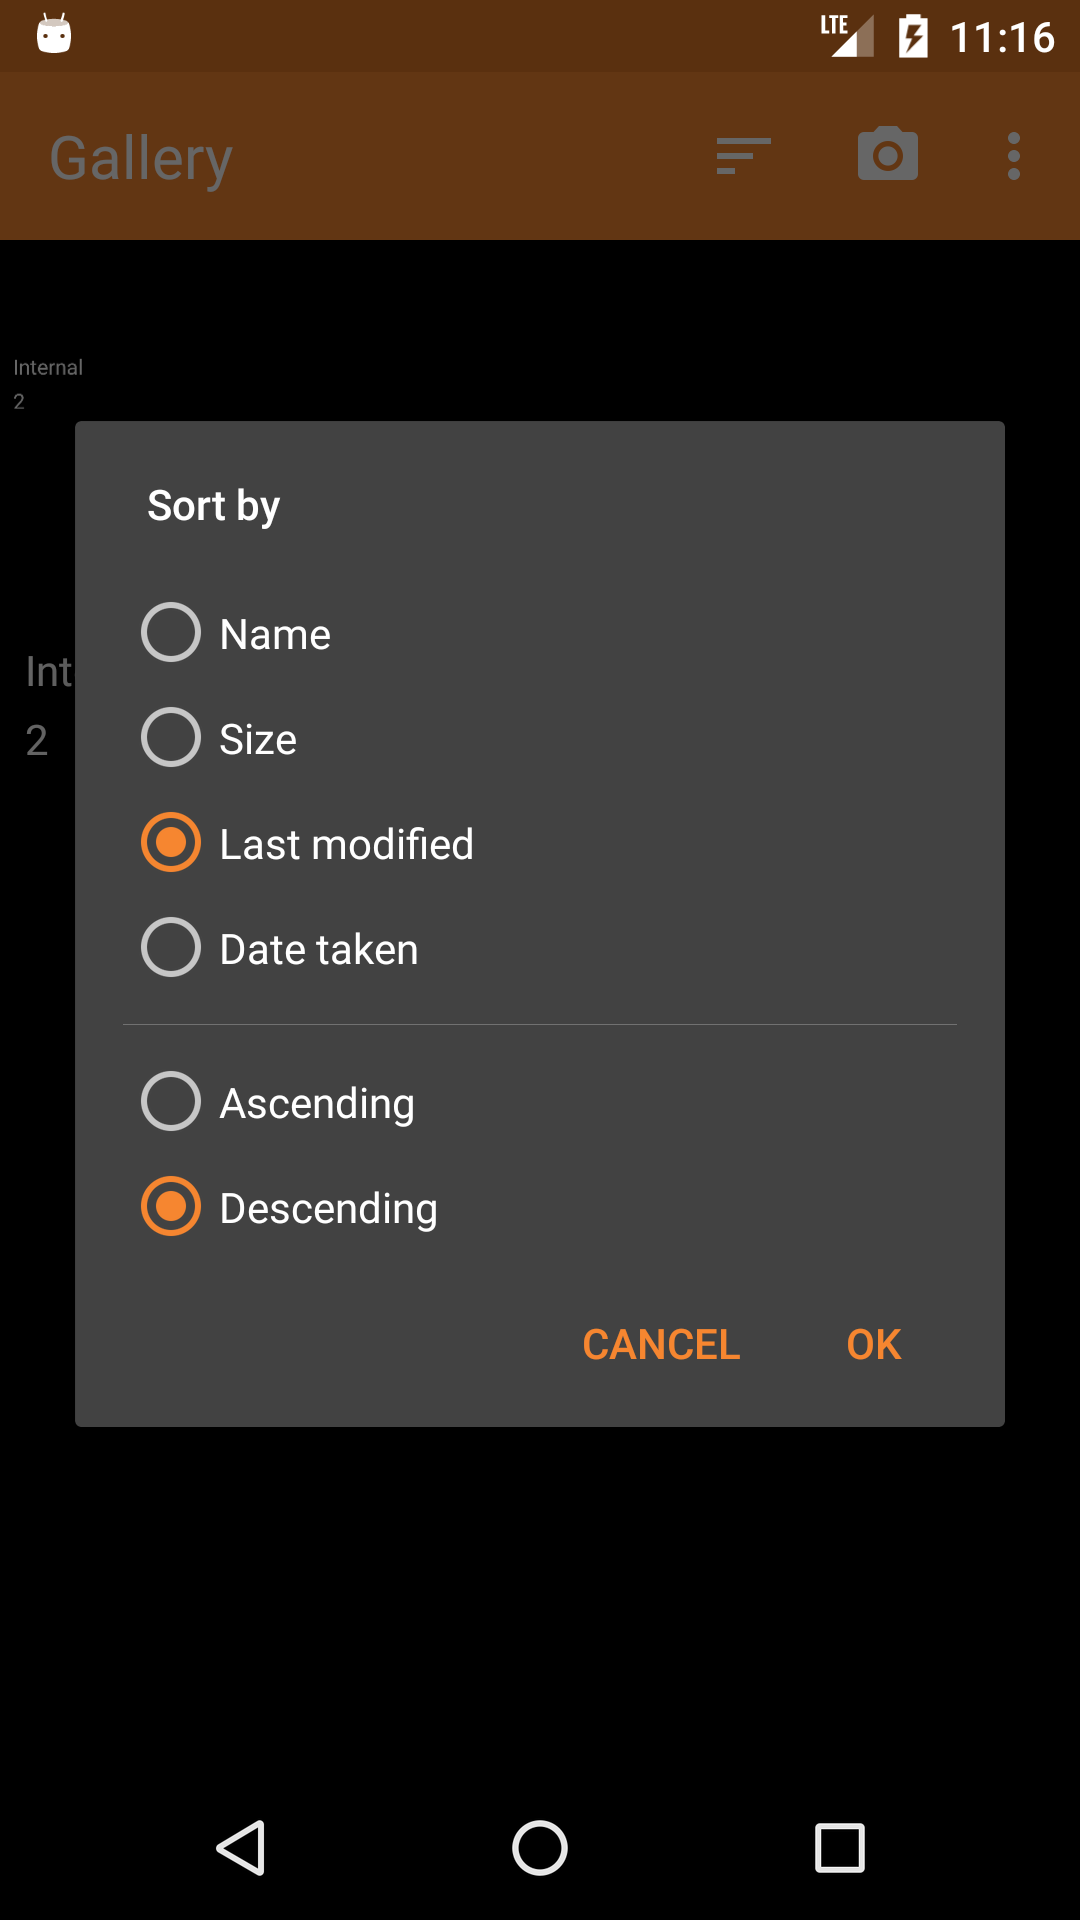 LTE 11:16
Gallery
Internal
2
Int
2
Sort by
Name
Size
Last modified
Date taken
Ascending
Descending
CANCEL OK